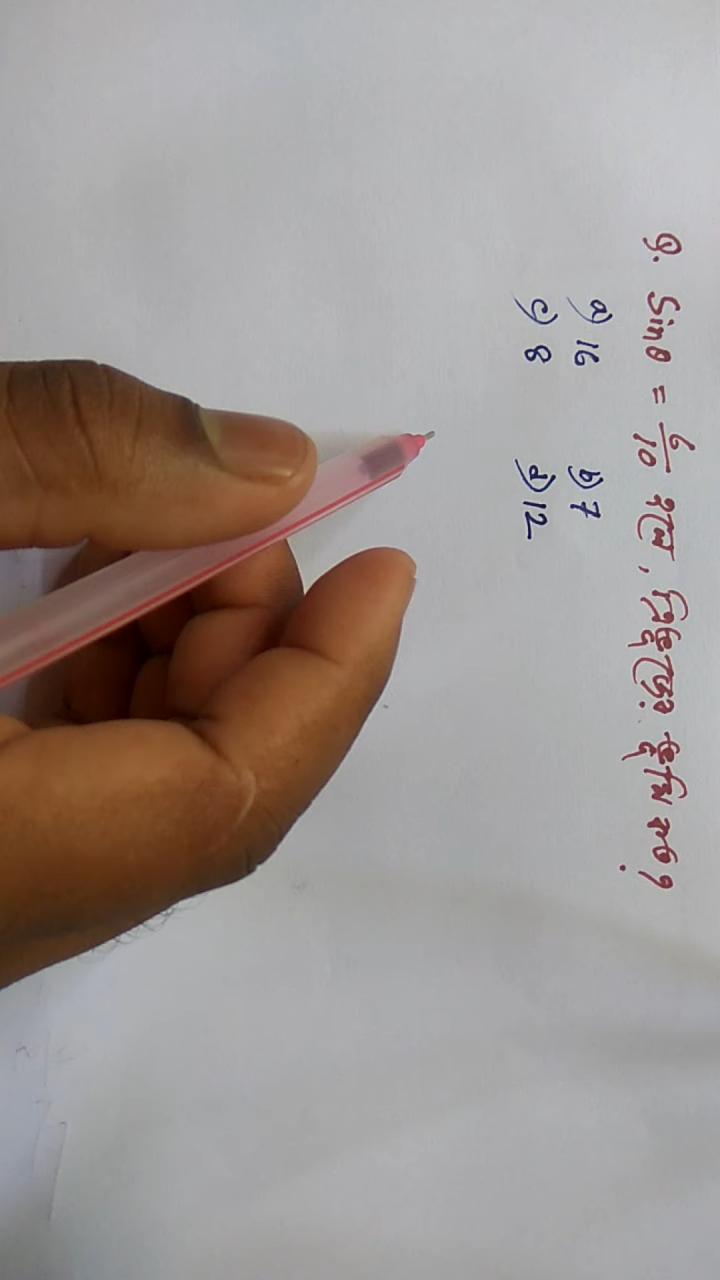 Q. Sinθ = 6/10 হলে, ত্রিভুজের ভূমি কত?
a) 16 b) 7
c) 8 d) 12